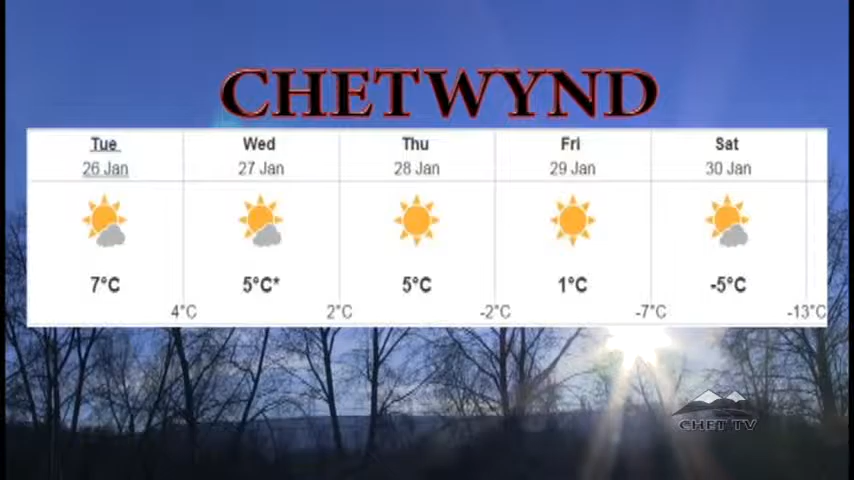 CHETWYND
Tue Wed Thu Fri Sat
26 Jan 27 Jan 28 Jan 29 Jan 30 Jan
7°C 5°C* 5°C 1°C -5°C
4°C 2°C -2°C -7°C -13°C
CHET TV